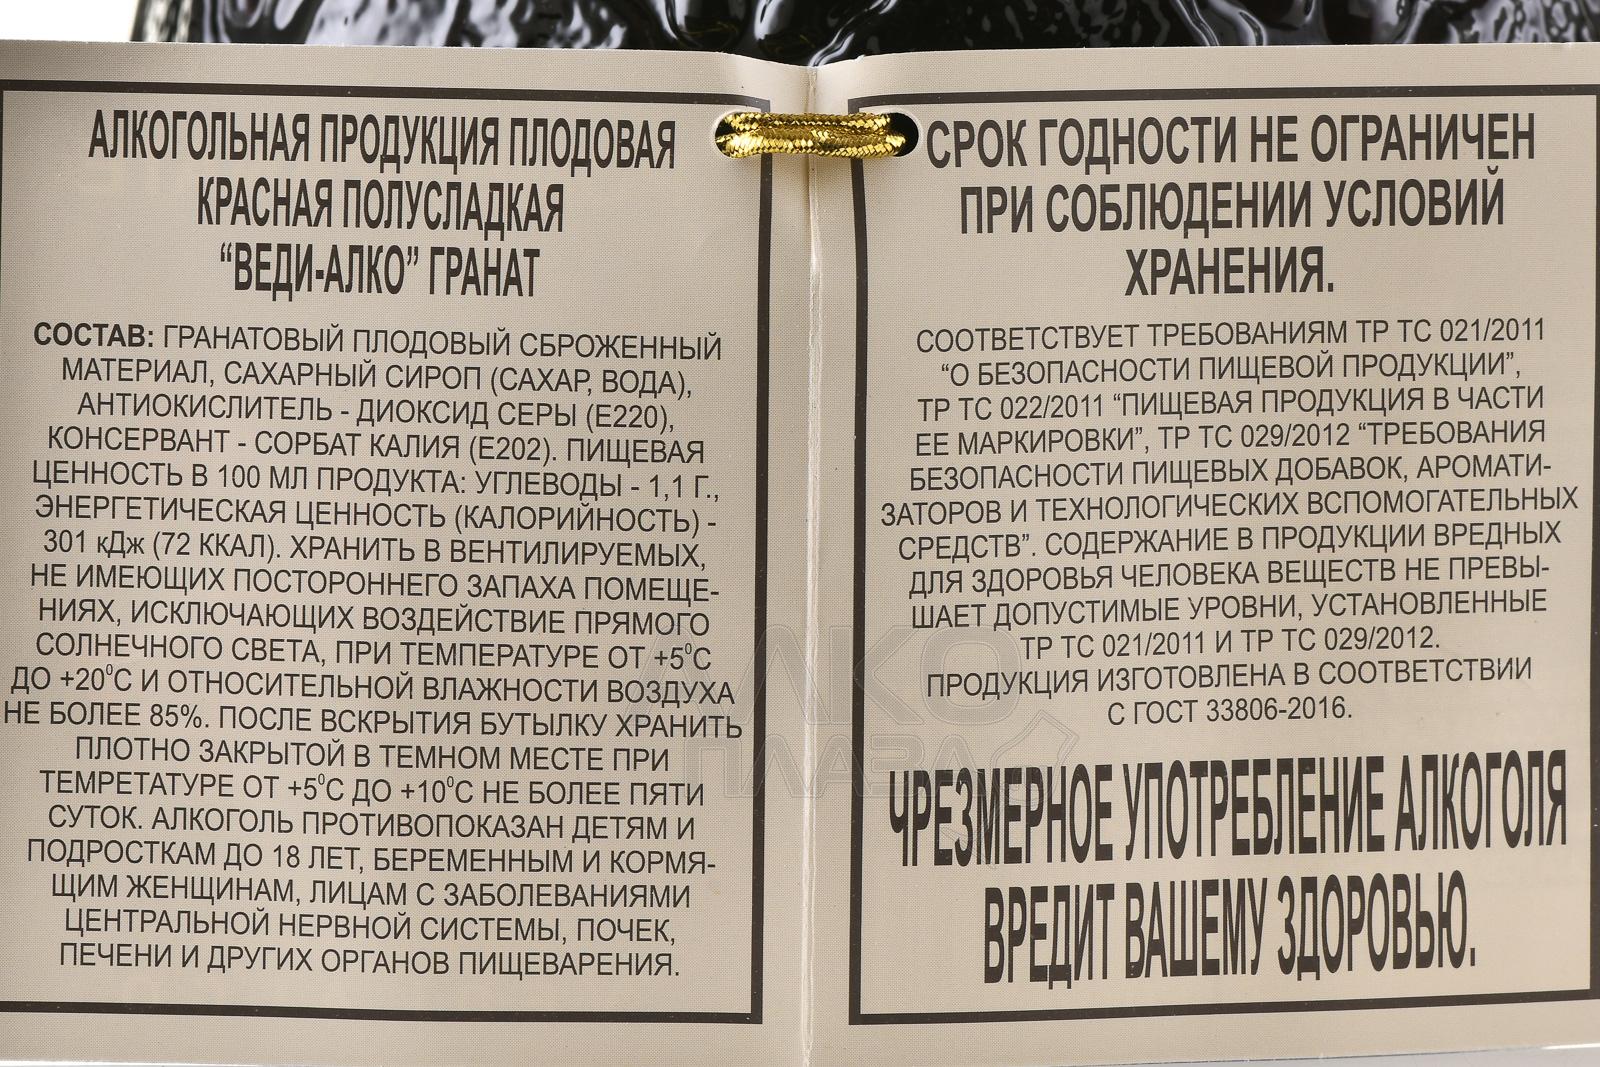 АЛКОГОЛЬНАЯ ПРОДУКЦИЯ ПЛОДОВАЯ
КРАСНАЯ ПОЛУСЛАДКАЯ
“ВЕДИ-АЛКО” ГРАНАТ
СОСТАВ: ГРАНАТОВЫЙ ПЛОДОВЫЙ СБРОЖЕННЫЙ
МАТЕРИАЛ, САХАРНЫЙ СИРОП (САХАР, ВОДА),
АНТИОКИСЛИТЕЛЬ - ДИОКСИД СЕРЫ (Е220),
КОНСЕРВАНТ - СОРБАТ КАЛИЯ (Е202). ПИЩЕВАЯ
ЦЕННОСТЬ В 100 МЛ ПРОДУКТА: УГЛЕВОДЫ - 1,1 Г.,
ЭНЕРГЕТИЧЕСКАЯ ЦЕННОСТЬ (КАЛОРИЙНОСТЬ) -
301 кДж (72 ККАЛ). ХРАНИТЬ В ВЕНТИЛИРУЕМЫХ,
НЕ ИМЕЮЩИХ ПОСТОРОННЕГО ЗАПАХА ПОМЕЩЕ-
НИЯХ, ИСКЛЮЧАЮЩИХ ВОЗДЕЙСТВИЕ ПРЯМОГО
СОЛНЕЧНОГО СВЕТА, ПРИ ТЕМПЕРАТУРЕ ОТ +5⁰С
ДО +20⁰С И ОТНОСИТЕЛЬНОЙ ВЛАЖНОСТИ ВОЗДУХА
НЕ БОЛЕЕ 85%. ПОСЛЕ ВСКРЫТИЯ БУТЫЛКУ ХРАНИТЬ
ПЛОТНО ЗАКРЫТОЙ В ТЕМНОМ МЕСТЕ ПРИ
ТЕМПРЕТАТУРЕ ОТ +5⁰С ДО +10⁰С НЕ БОЛЕЕ ПЯТИ
СУТОК. АЛКОГОЛЬ ПРОТИВОПОКАЗАН ДЕТЯМ И
ПОДРОСТКАМ ДО 18 ЛЕТ, БЕРЕМЕННЫМ И КОРМЯ-
ЩИМ ЖЕНЩИНАМ, ЛИЦАМ С ЗАБОЛЕВАНИЯМИ
ЦЕНТРАЛЬНОЙ НЕРВНОЙ СИСТЕМЫ, ПОЧЕК,
ПЕЧЕНИ И ДРУГИХ ОРГАНОВ ПИЩЕВАРЕНИЯ.
СРОК ГОДНОСТИ НЕ ОГРАНИЧЕН
ПРИ СОБЛЮДЕНИИ УСЛОВИЙ
ХРАНЕНИЯ.
СООТВЕТСТВУЕТ ТРЕБОВАНИЯМ ТР ТС 021/2011
“О БЕЗОПАСНОСТИ ПИЩЕВОЙ ПРОДУКЦИИ”,
ТР ТС 022/2011 “ПИЩЕВАЯ ПРОДУКЦИЯ В ЧАСТИ
ЕЕ МАРКИРОВКИ”, ТР ТС 029/2012 “ТРЕБОВАНИЯ
БЕЗОПАСНОСТИ ПИЩЕВЫХ ДОБАВОК, АРОМАТИ-
ЗАТОРОВ И ТЕХНОЛОГИЧЕСКИХ ВСПОМОГАТЕЛЬНЫХ
СРЕДСТВ”. СОДЕРЖАНИЕ В ПРОДУКЦИИ ВРЕДНЫХ
ДЛЯ ЗДОРОВЬЯ ЧЕЛОВЕКА ВЕЩЕСТВ НЕ ПРЕВЫ-
ШАЕТ ДОПУСТИМЫЕ УРОВНИ, УСТАНОВЛЕННЫЕ
ТР ТС 021/2011 И ТР ТС 029/2012.
ПРОДУКЦИЯ ИЗГОТОВЛЕНА В СООТВЕТСТВИИ
С ГОСТ 33806-2016.
ЧРЕЗМЕРНОЕ УПОТРЕБЛЕНИЕ АЛКОГОЛЯ
ВРЕДИТ ВАШЕМУ ЗДОРОВЬЮ.
АЛКО
ПЛАЗА